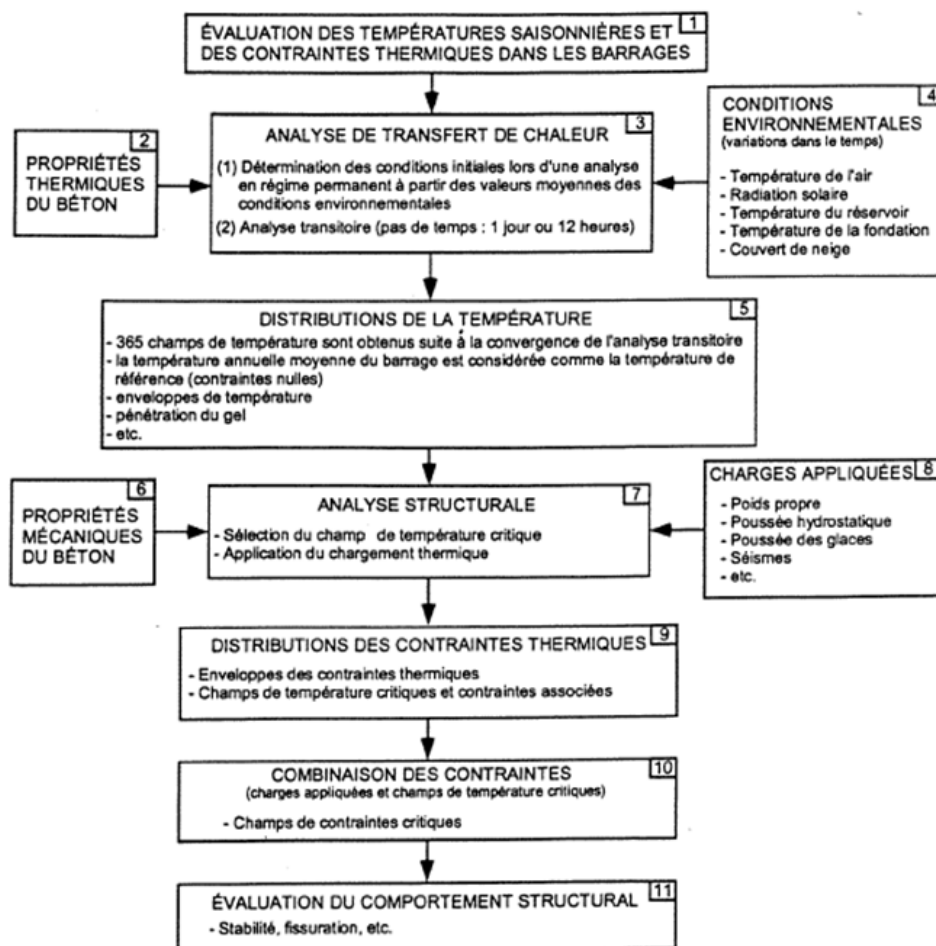 1
ÉVALUATION DES TEMPÉRATURES SAISONNIÈRES ET
DES CONTRAINTES THERMIQUES DANS LES BARRAGES
2
PROPRIÉTÉS
THERMIQUES
DU BÉTON
3
ANALYSE DE TRANSFERT DE CHALEUR
(1) Détermination des conditions initiales lors d'une analyse
en régime permanent à partir des valeurs moyennes des
conditions environnementales
(2) Analyse transitoire (pas de temps : 1 jour ou 12 heures)
4
CONDITIONS
ENVIRONNEMENTALES
(variations dans le temps)
- Température de l'air
- Radiation solaire
- Température du réservoir
- Température de la fondation
- Couvert de neige
5
DISTRIBUTIONS DE LA TEMPÉRATURE
- 365 champs de température sont obtenus suite à la convergence de l'analyse transitoire
- la température annuelle moyenne du barrage est considérée comme la température de
référence (contraintes nulles)
- enveloppes de température
- pénétration du gel
- etc.
6
PROPRIÉTÉS
MÉCANIQUES
DU BÉTON
7
ANALYSE STRUCTURALE
- Sélection du champ de température critique
- Application du chargement thermique
8
CHARGES APPLIQUÉES
- Poids propre
- Poussée hydrostatique
- Poussée des glaces
- Séismes
- etc.
9
DISTRIBUTIONS DES CONTRAINTES THERMIQUES
- Enveloppes des contraintes thermiques
- Champs de température critiques et contraintes associées
10
COMBINAISON DES CONTRAINTES
(charges appliquées et champs de température critiques)
- Champs de contraintes critiques
11
ÉVALUATION DU COMPORTEMENT STRUCTURAL
- Stabilité, fissuration, etc.